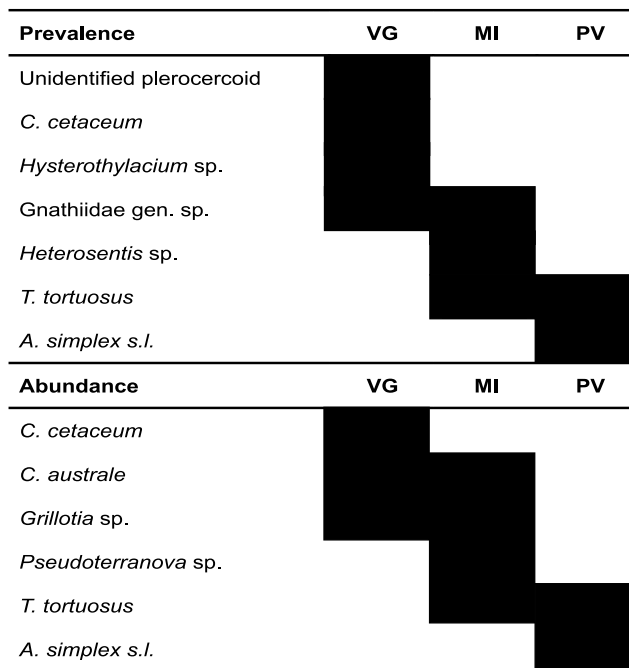 Prevalence VG MI PV
Unidentified plerocercoid
C. cetaceum
Hysterothylacium sp.
Gnathiidae gen. sp.
Heterosentis sp.
T. tortuosus
A. simplex s.l.
Abundance VG MI PV
C. cetaceum
C. australe
Grillotia sp.
Pseudoterranova sp.
T. tortuosus
A. simplex s.l.